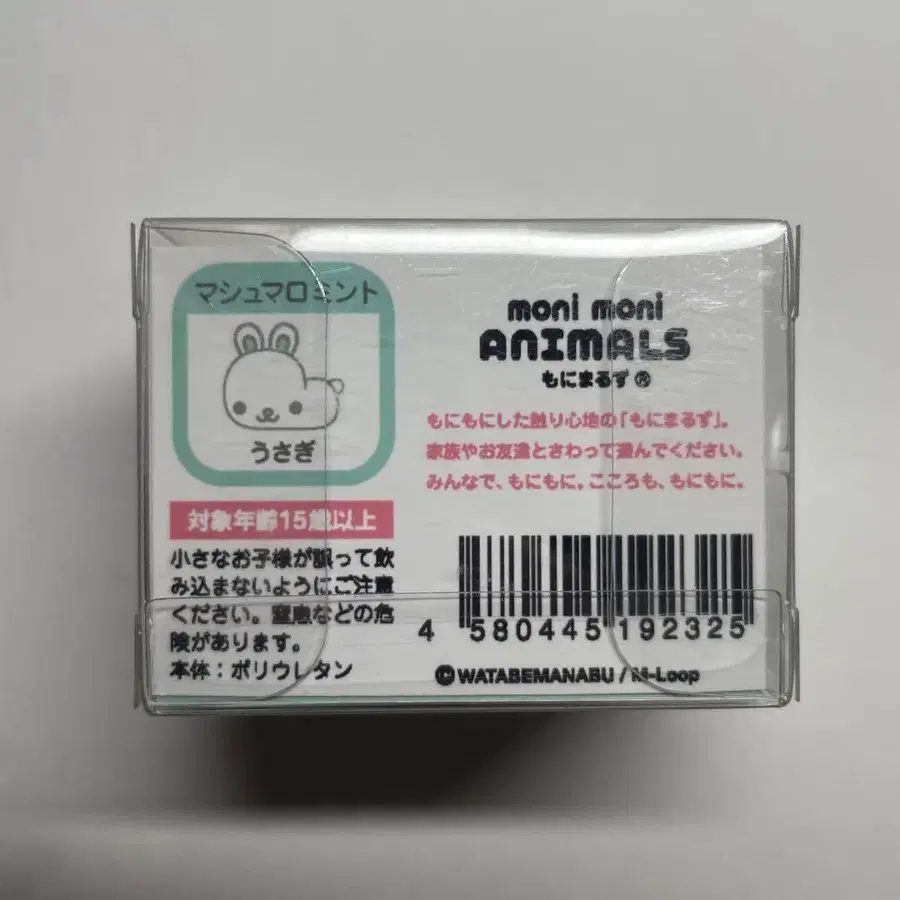 マシュマロミント
うさぎ
対象年齢15歳以上
小さなお子様が誤って飲
み込まないようにご注意
ください。窒息などの危
険があります。
本体：ポリウレタン
moni moni
ANIMALS
もにまるず®
もにもにした触り心地の「もにまるず」。
家族やお友達とさわって遊んでください。
みんなで、もにもに。こころも、もにもに。
4 580445 192325
©WATABEMANABU / M-Loop